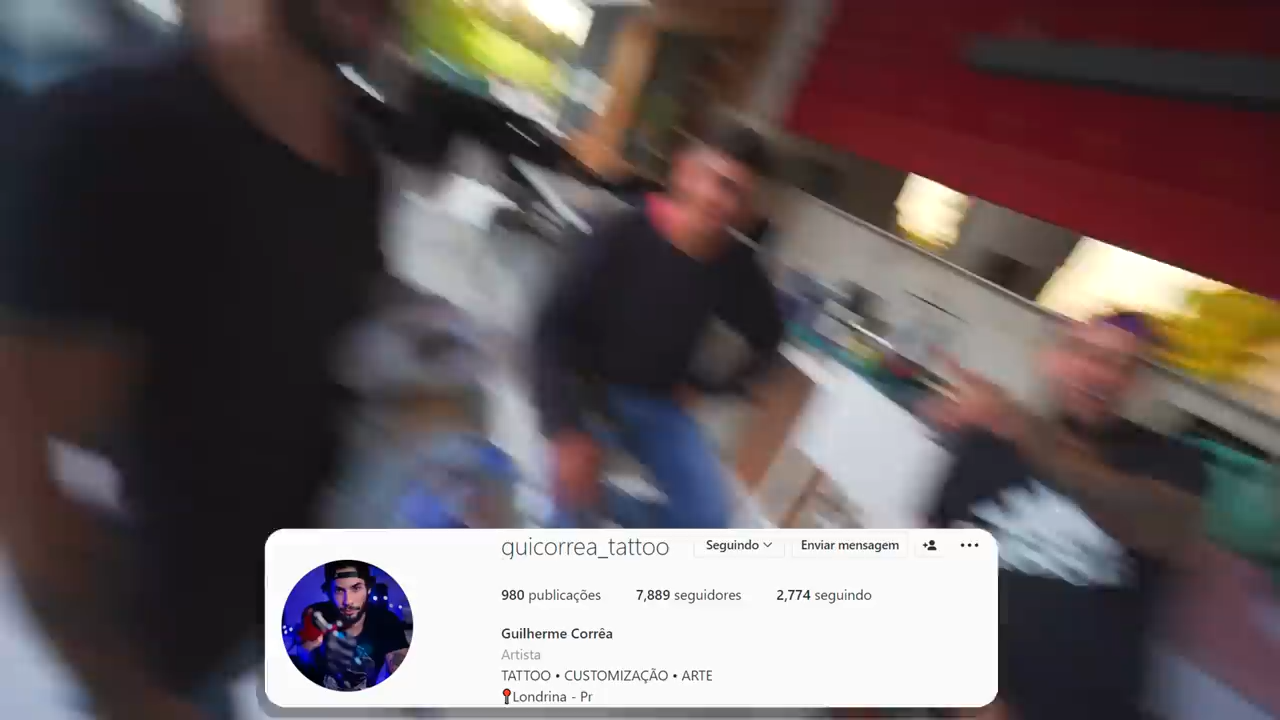 guicorrea_tattoo Seguindo Enviar mensagem
980 publicações 7,889 seguidores 2,774 seguindo
Guilherme Corrêa
Artista
TATTOO • CUSTOMIZAÇÃO • ARTE
📍Londrina - Pr